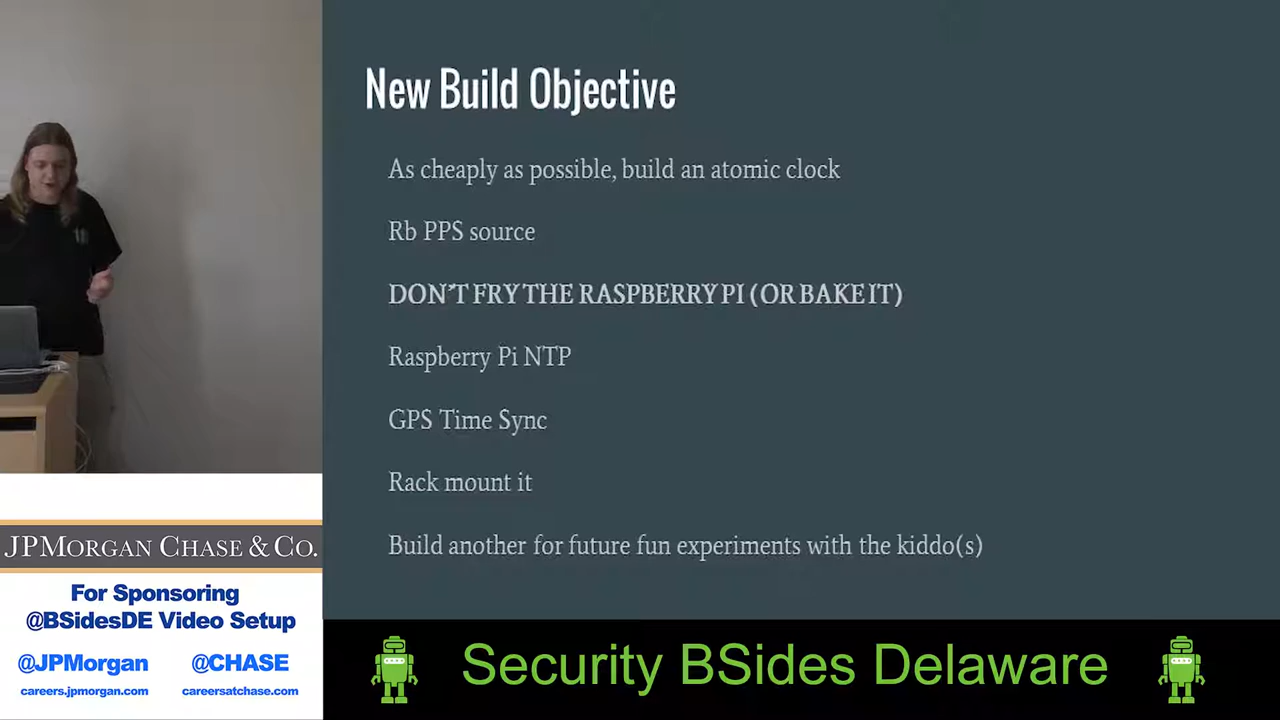 New Build Objective
As cheaply as possible, build an atomic clock
Rb PPS source
DON'T FRY THE RASPBERRY PI (OR BAKE IT)
Raspberry Pi NTP
GPS Time Sync
Rack mount it
Build another for future fun experiments with the kiddo(s)
JPMORGAN CHASE & CO.
For Sponsoring
@BSidesDE Video Setup
@JPMorgan @CHASE
careers.jpmorgan.com careersatchase.com
Security BSides Delaware